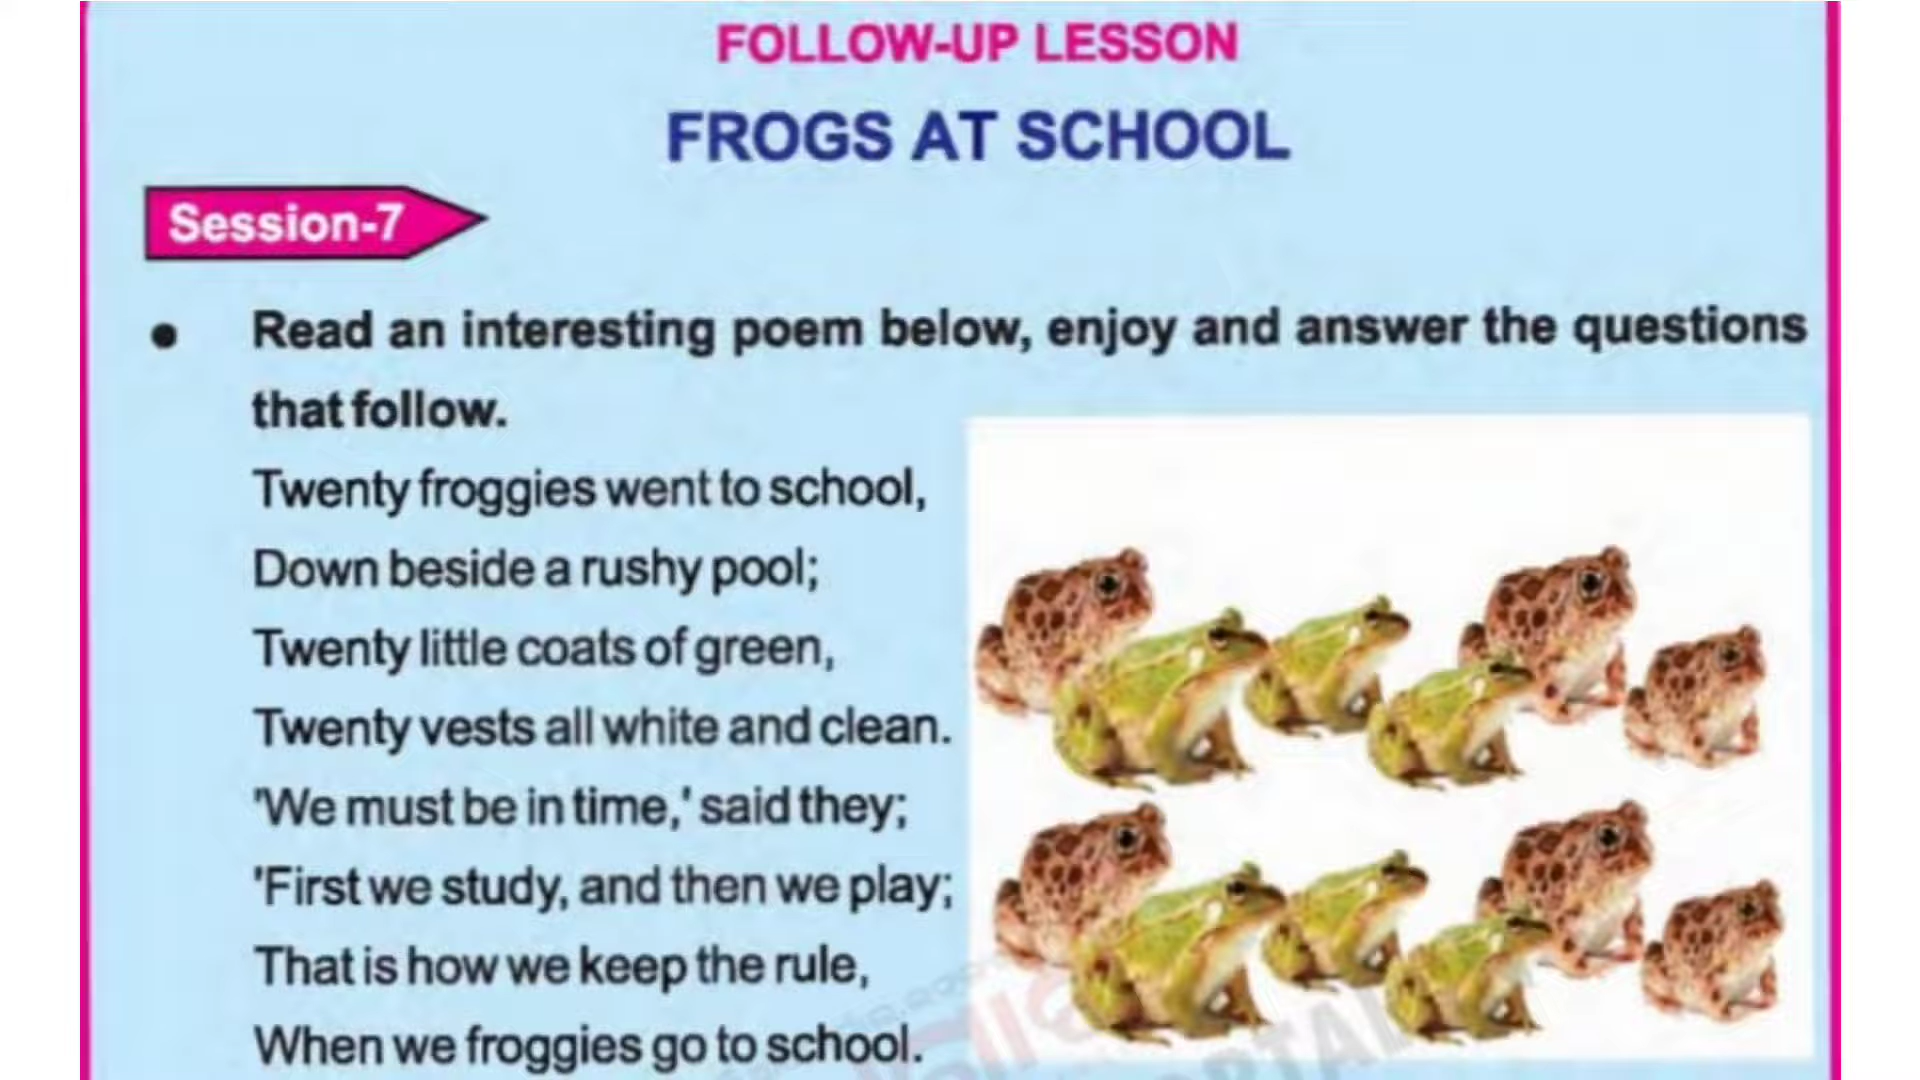 FOLLOW-UP LESSON
FROGS AT SCHOOL
Session-7
● Read an interesting poem below, enjoy and answer the questions
that follow.
Twenty froggies went to school,
Down beside a rushy pool;
Twenty little coats of green,
Twenty vests all white and clean.
'We must be in time,' said they;
'First we study, and then we play;
That is how we keep the rule,
When we froggies go to school.